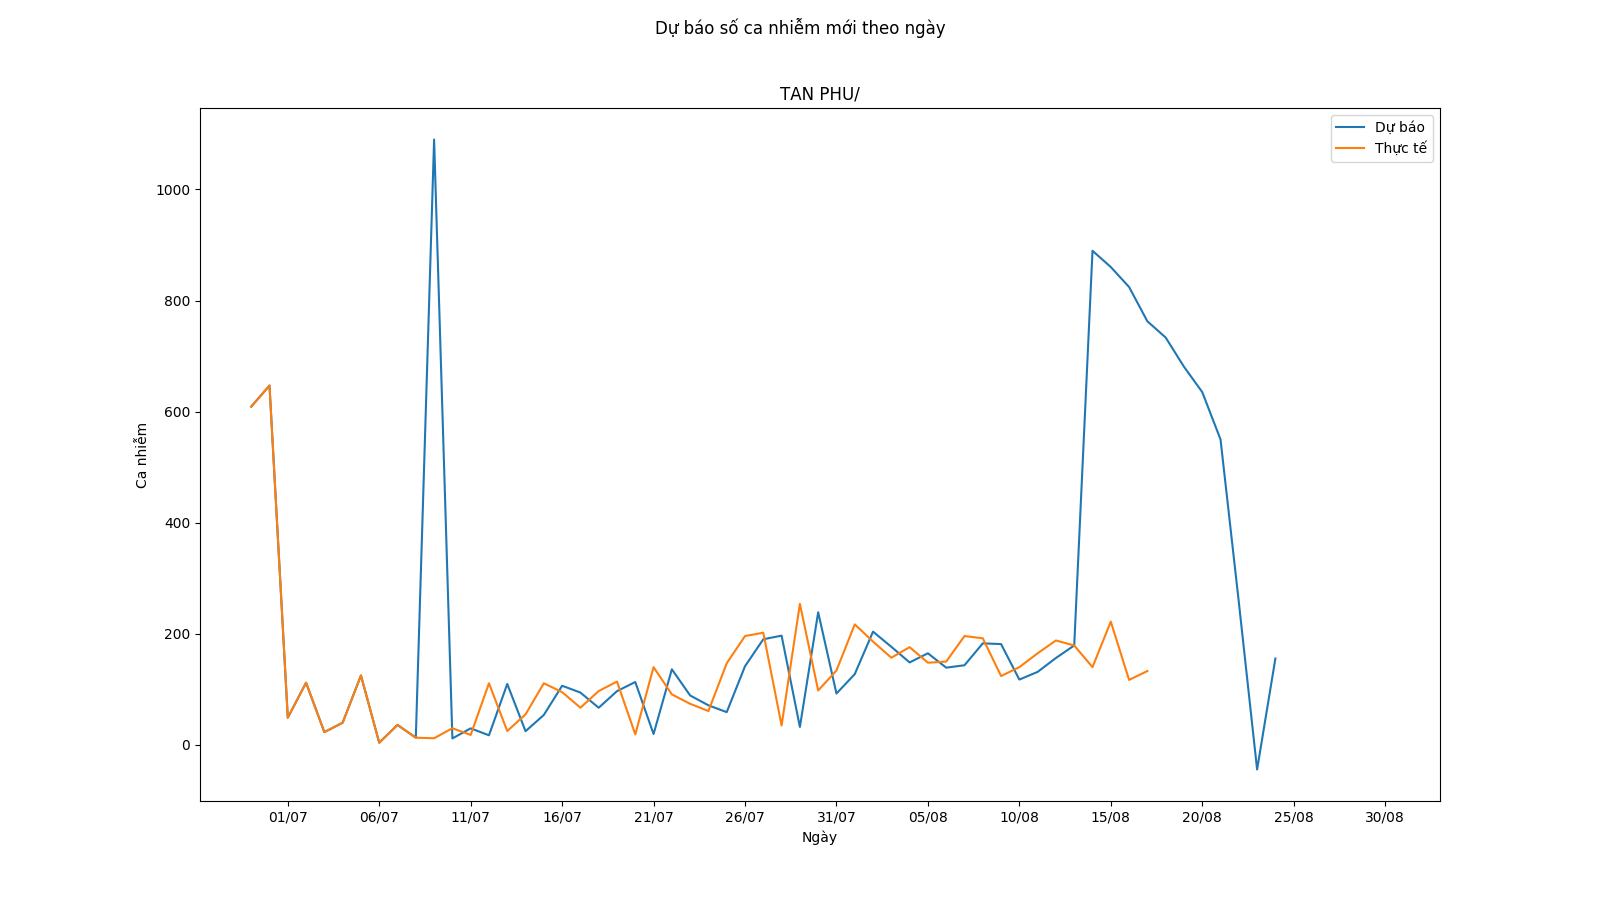 Dự báo số ca nhiễm mới theo ngày
TAN PHU/
Dự báo
Thực tế
1000
800
600
400
200
0
Ca nhiễm
01/07 06/07 11/07 16/07 21/07 26/07 31/07 05/08 10/08 15/08 20/08 25/08 30/08
Ngày